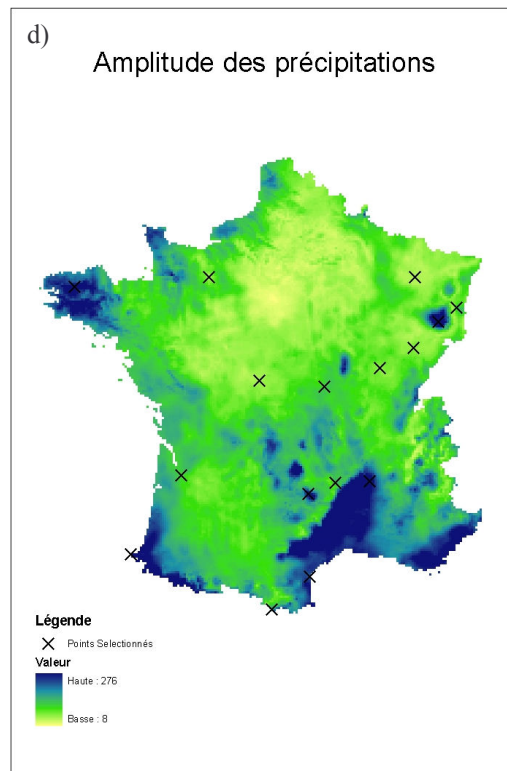 d)
Amplitude des précipitations
Légende
Points Selectionnés
Valeur
Haute : 276
Basse : 8